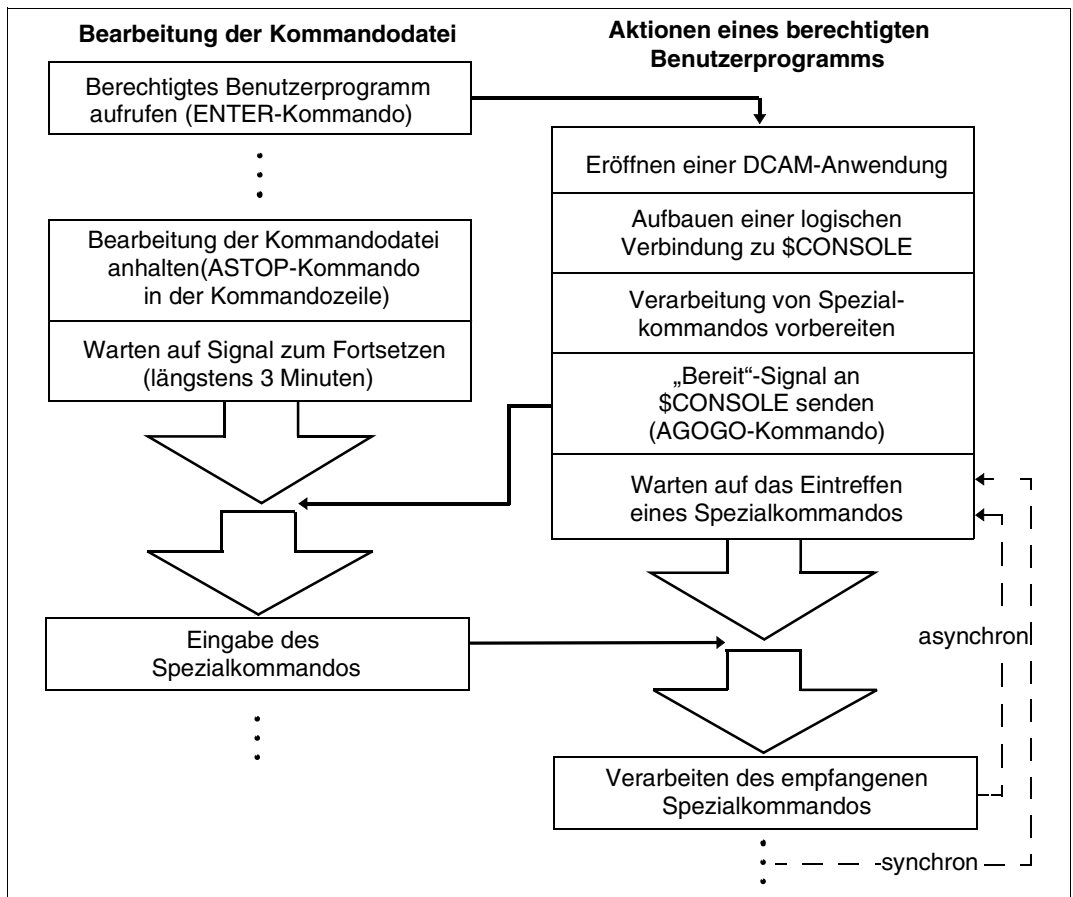 Bearbeitung der Kommandodatei
Berechtigtes Benutzerprogramm
aufrufen (ENTER-Kommando)
Bearbeitung der Kommandodatei
anhalten(ASTOP-Kommando
in der Kommandozeile)
Warten auf Signal zum Fortsetzen
(längstens 3 Minuten)
Eingabe des
Spezialkommandos
Aktionen eines berechtigten
Benutzerprogramms
Eröffnen einer DCAM-Anwendung
Aufbauen einer logischen
Verbindung zu $CONSOLE
Verarbeitung von Spezial-
kommandos vorbereiten
„Bereit“-Signal an
$CONSOLE senden
(AGOGO-Kommando)
Warten auf das Eintreffen
eines Spezialkommandos
asynchron
Verarbeiten des empfangenen
Spezialkommandos
synchron